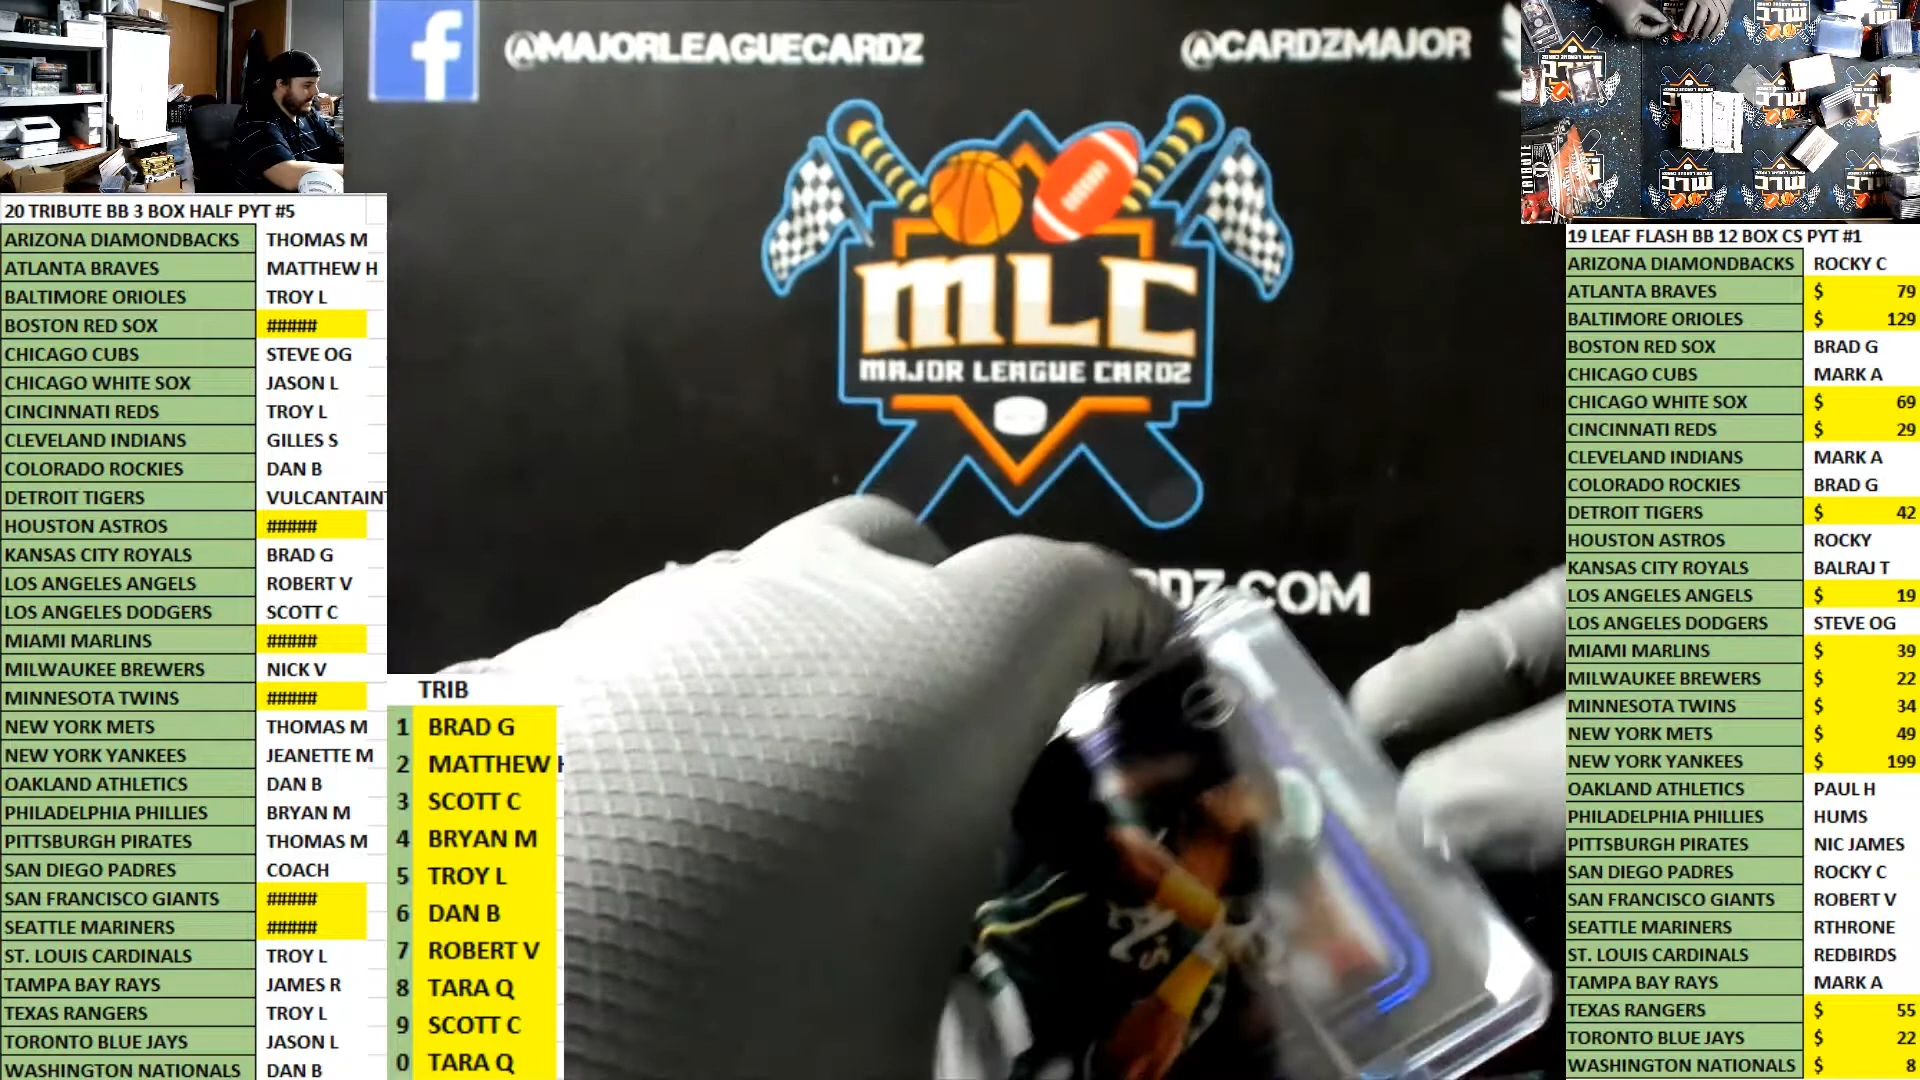 @MAJORLEAGUECARDZ
@CARDZMAJOR
MLC
MAJOR LEAGUE CARDZ
RDZ.COM
A's
20 TRIBUTE BB 3 BOX HALF PYT #5
ARIZONA DIAMONDBACKS THOMAS M
ATLANTA BRAVES MATTHEW H
BALTIMORE ORIOLES TROY L
BOSTON RED SOX #####
CHICAGO CUBS STEVE OG
CHICAGO WHITE SOX JASON L
CINCINNATI REDS TROY L
CLEVELAND INDIANS GILLES S
COLORADO ROCKIES DAN B
DETROIT TIGERS VULCANTAINT
HOUSTON ASTROS #####
KANSAS CITY ROYALS BRAD G
LOS ANGELES ANGELS ROBERT V
LOS ANGELES DODGERS SCOTT C
MIAMI MARLINS #####
MILWAUKEE BREWERS NICK V
MINNESOTA TWINS #####
NEW YORK METS THOMAS M
NEW YORK YANKEES JEANETTE M
OAKLAND ATHLETICS DAN B
PHILADELPHIA PHILLIES BRYAN M
PITTSBURGH PIRATES THOMAS M
SAN DIEGO PADRES COACH
SAN FRANCISCO GIANTS #####
SEATTLE MARINERS #####
ST. LOUIS CARDINALS TROY L
TAMPA BAY RAYS JAMES R
TEXAS RANGERS TROY L
TORONTO BLUE JAYS JASON L
WASHINGTON NATIONALS DAN B
TRIB
1 BRAD G
2 MATTHEW H
3 SCOTT C
4 BRYAN M
5 TROY L
6 DAN B
7 ROBERT V
8 TARA Q
9 SCOTT C
0 TARA Q
19 LEAF FLASH BB 12 BOX CS PYT #1
ARIZONA DIAMONDBACKS ROCKY C
ATLANTA BRAVES $ 79
BALTIMORE ORIOLES $ 129
BOSTON RED SOX BRAD G
CHICAGO CUBS MARK A
CHICAGO WHITE SOX $ 69
CINCINNATI REDS $ 29
CLEVELAND INDIANS MARK A
COLORADO ROCKIES BRAD G
DETROIT TIGERS $ 42
HOUSTON ASTROS ROCKY
KANSAS CITY ROYALS BALRAJ T
LOS ANGELES ANGELS $ 19
LOS ANGELES DODGERS STEVE OG
MIAMI MARLINS $ 39
MILWAUKEE BREWERS $ 22
MINNESOTA TWINS $ 34
NEW YORK METS $ 49
NEW YORK YANKEES $ 199
OAKLAND ATHLETICS PAUL H
PHILADELPHIA PHILLIES HUMS
PITTSBURGH PIRATES NIC JAMES
SAN DIEGO PADRES ROCKY C
SAN FRANCISCO GIANTS ROBERT V
SEATTLE MARINERS RTHRONE
ST. LOUIS CARDINALS REDBIRDS
TAMPA BAY RAYS MARK A
TEXAS RANGERS $ 55
TORONTO BLUE JAYS $ 22
WASHINGTON NATIONALS $ 8